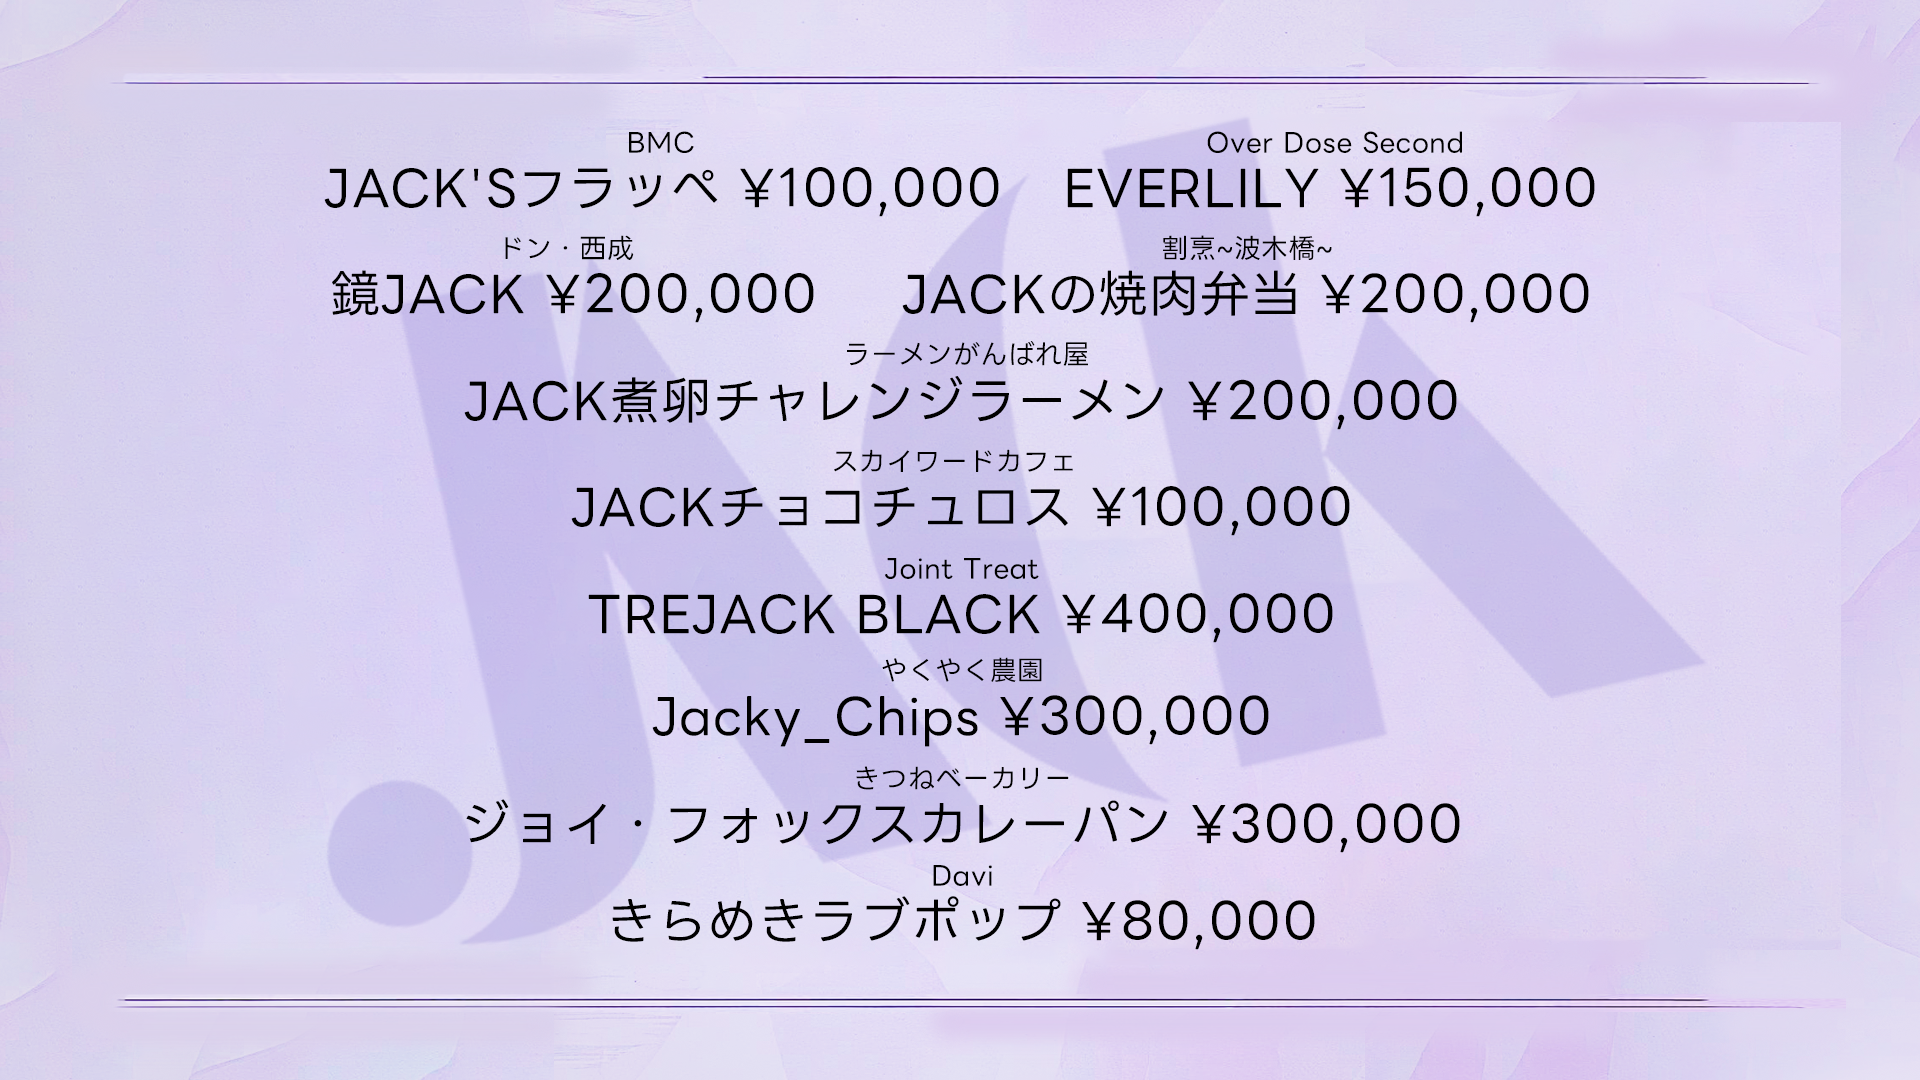 BMC
JACK'Sフラッペ ¥100,000
Over Dose Second
EVERLILY ¥150,000
ドン・西成
鏡JACK ¥200,000
割烹~波木橋~
JACKの焼肉弁当 ¥200,000
ラーメンがんばれ屋
JACK煮卵チャレンジラーメン ¥200,000
スカイワードカフェ
JACKチョコチュロス ¥100,000
Joint Treat
TREJACK BLACK ¥400,000
やくやく農園
Jacky_Chips ¥300,000
きつねベーカリー
ジョイ・フォックスカレーパン ¥300,000
Davi
きらめきラブポップ ¥80,000
JACK